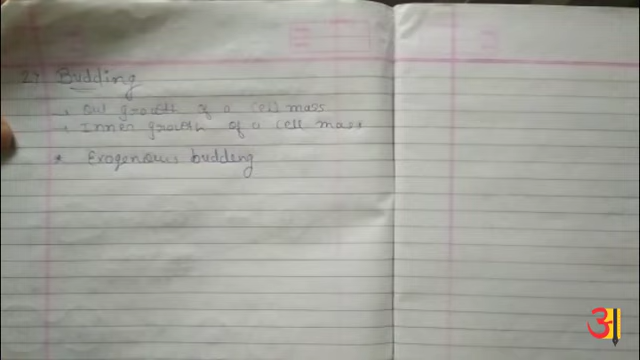 2) Budding
• Out growth of a cell mass
• Inner growth of a cell mass
* Exogenous budding
अ